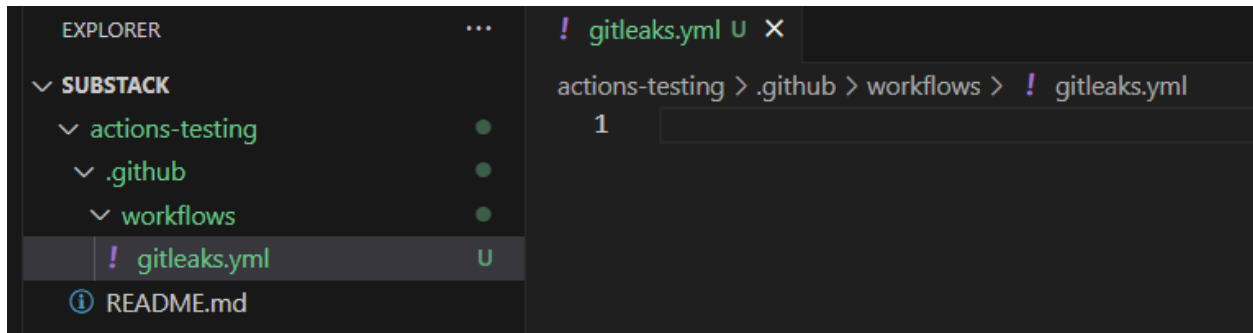 EXPLORER ...
SUBSTACK
actions-testing
.github
workflows
! gitleaks.yml U
README.md
! gitleaks.yml U
actions-testing > .github > workflows > ! gitleaks.yml
1